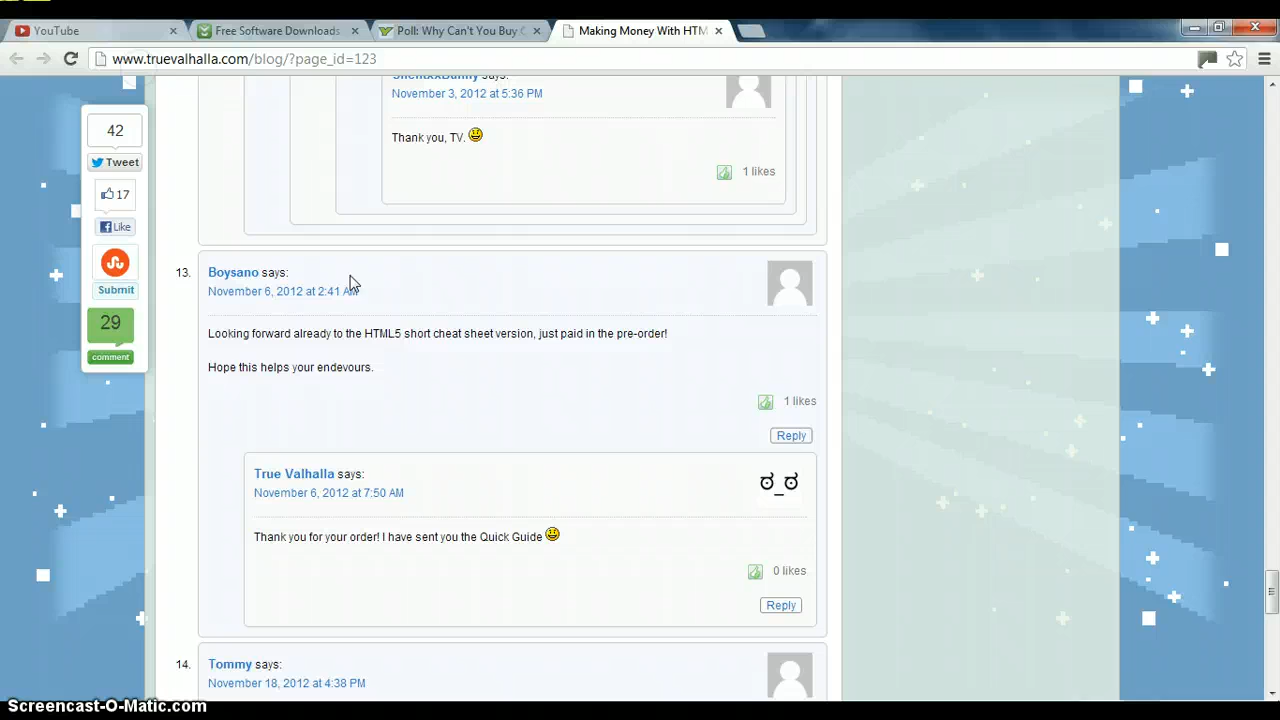 YouTube
Free Software Downloads
Poll: Why Can't You Buy"
Making Money With HTM
www.truevalhalla.com/blog/?page_id=123
says:
November 3, 2012 at 5:36 PM
42
Thank you, TV.
Tweet
1 likes
17
Like
13.
Boysano says:
November 6, 2012 at 2:41 AM
Submit
29
Looking forward already to the HTML5 short cheat sheet version, just paid in the pre-order!
comment
Hope this helps your endevours.
1 likes
Reply
True Valhalla says:
ಠ_ಠ
November 6, 2012 at 7:50 AM
Thank you for your order! I have sent you the Quick Guide
0 likes
Reply
14.
Tommy says:
November 18, 2012 at 4:38 PM
Screencast-O-Matic.com